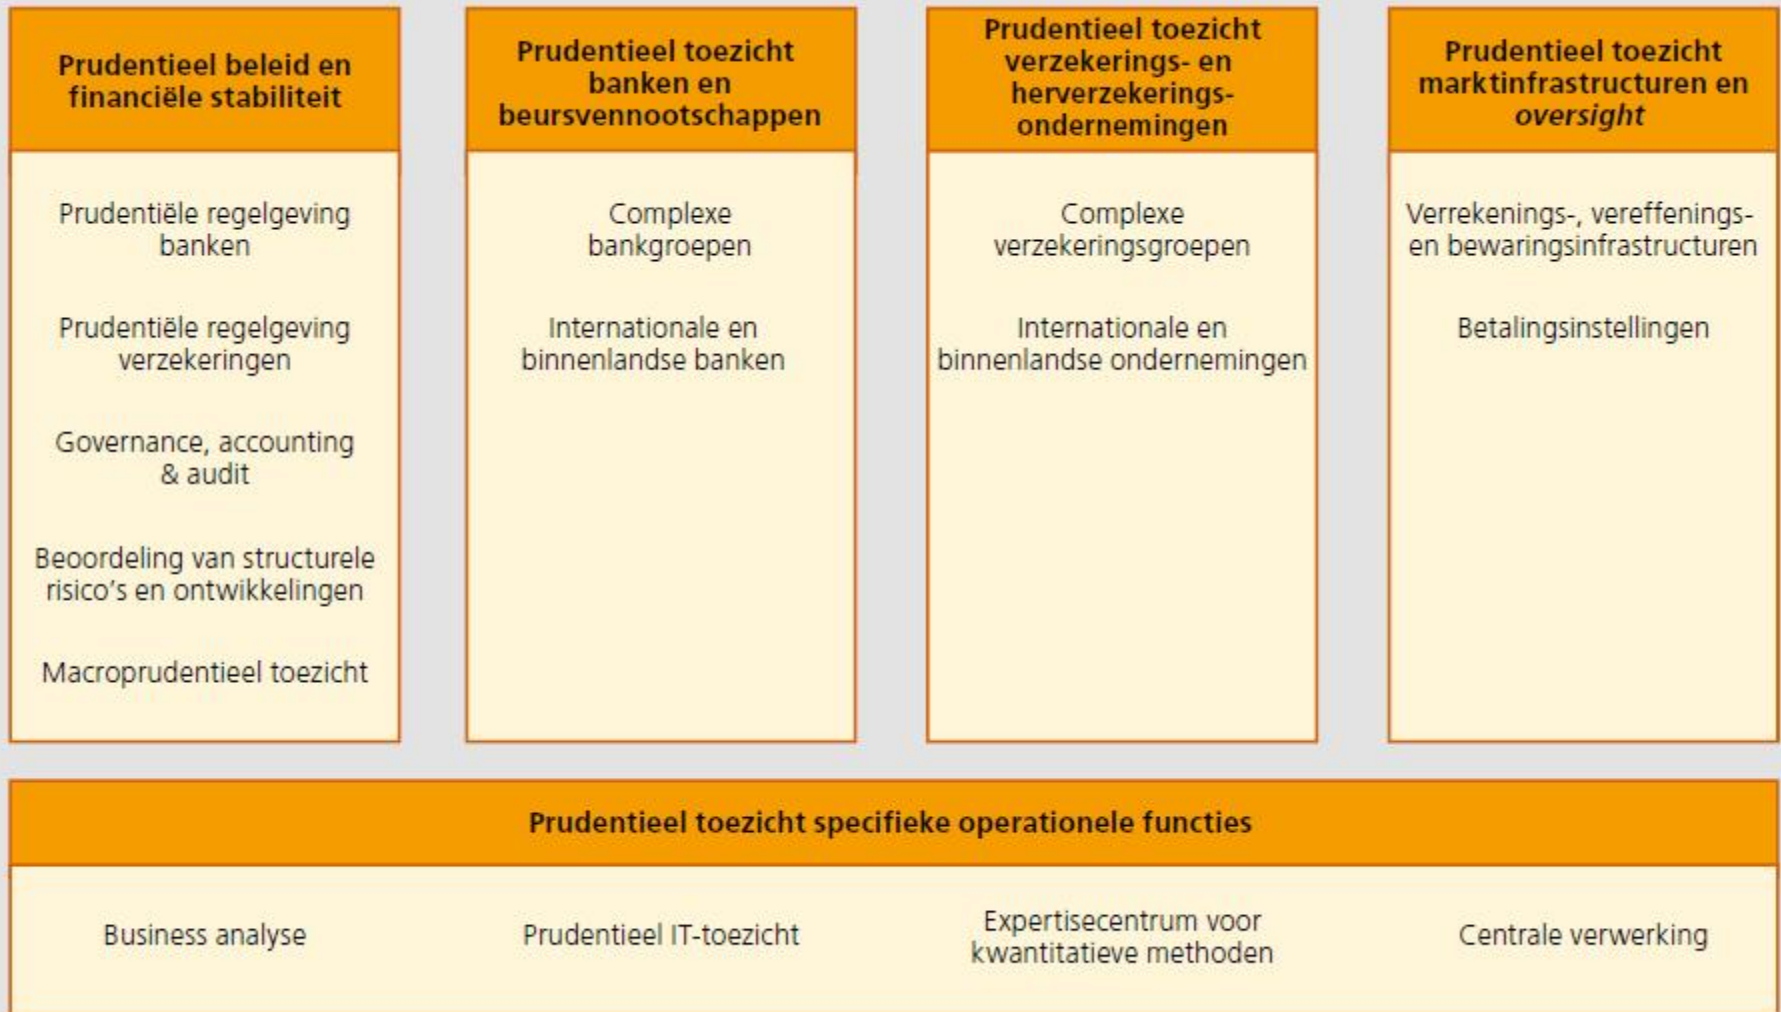 Prudentieel beleid en
financiële stabiliteit
Prudentiële regelgeving
banken
Prudentiële regelgeving
verzekeringen
Governance, accounting
& audit
Beoordeling van structurele
risico's en ontwikkelingen
Macroprudentieel toezicht
Prudentieel toezicht
banken en
beursvennootschappen
Complexe
bankgroepen
Internationale en
binnenlandse banken
Prudentieel toezicht
verzekerings- en
herverzekerings-
ondernemingen
Complexe
verzekeringsgroepen
Internationale en
binnenlandse ondernemingen
Prudentieel toezicht
marktinfrastructuren en
oversight
Verrekenings-, vereffenings-
en bewaringsinfrastructuren
Betalingsinstellingen
Prudentieel toezicht specifieke operationele functies
Business analyse
Prudentieel IT-toezicht
Expertisecentrum voor
kwantitatieve methoden
Centrale verwerking